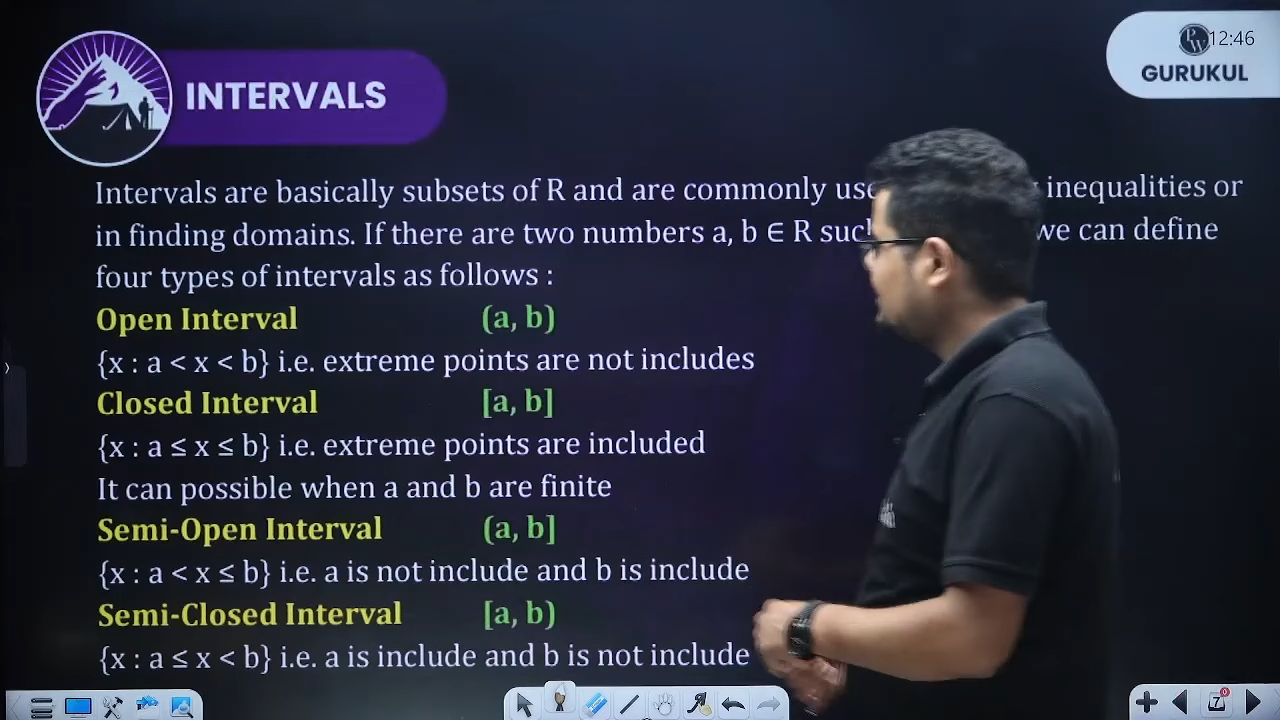 12:46
GURUKUL
INTERVALS
Intervals are basically subsets of R and are commonly inequalities or
in finding domains. If there are two numbers a, b ∈ R we can define
four types of intervals as follows :
Open Interval (a, b)
{x : a < x < b} i.e. extreme points are not includes
Closed Interval [a, b]
{x : a ≤ x ≤ b} i.e. extreme points are included
It can possible when a and b are finite
Semi-Open Interval (a, b]
{x : a < x ≤ b} i.e. a is not include and b is include
Semi-Closed Interval [a, b)
{x : a ≤ x < b} i.e. a is include and b is not include